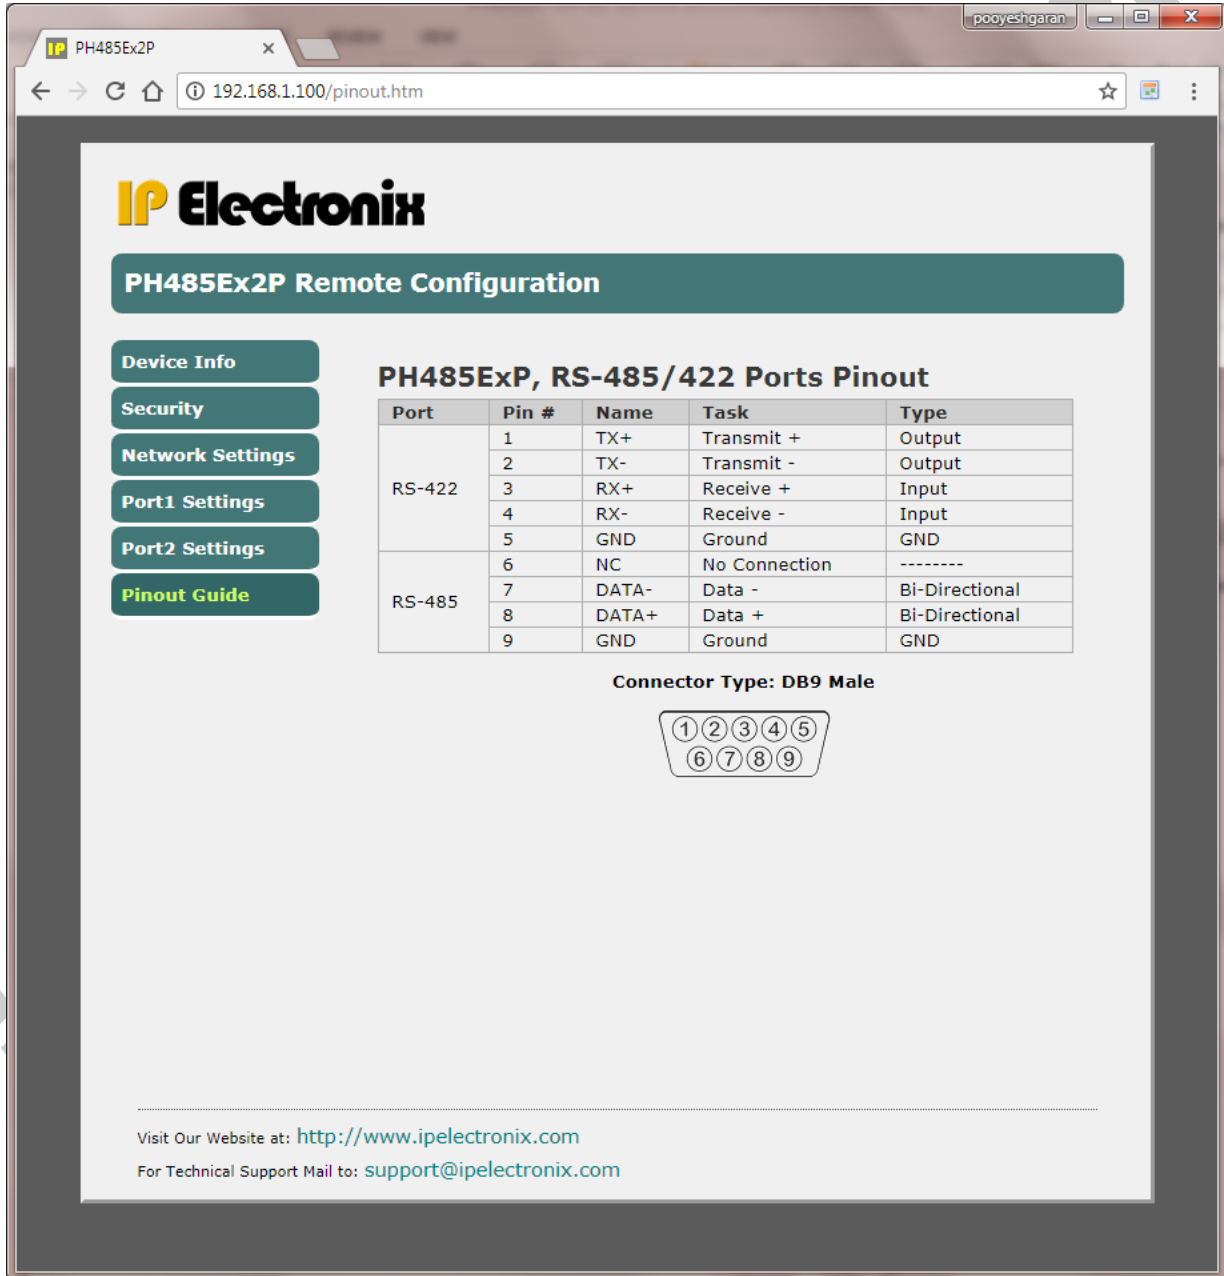 pooyeshgaran
PH485Ex2P
192.168.1.100/pinout.htm
IP Electronix
PH485Ex2P Remote Configuration
Device Info
Security
Network Settings
Port1 Settings
Port2 Settings
Pinout Guide
PH485ExP, RS-485/422 Ports Pinout
Port Pin # Name Task Type
RS-422
1 TX+ Transmit + Output
2 TX- Transmit - Output
3 RX+ Receive + Input
4 RX- Receive - Input
5 GND Ground GND
RS-485
6 NC No Connection --------
7 DATA- Data - Bi-Directional
8 DATA+ Data + Bi-Directional
9 GND Ground GND
Connector Type: DB9 Male
1 2 3 4 5
6 7 8 9
Visit Our Website at: http://www.ipelectronix.com
For Technical Support Mail to: support@ipelectronix.com